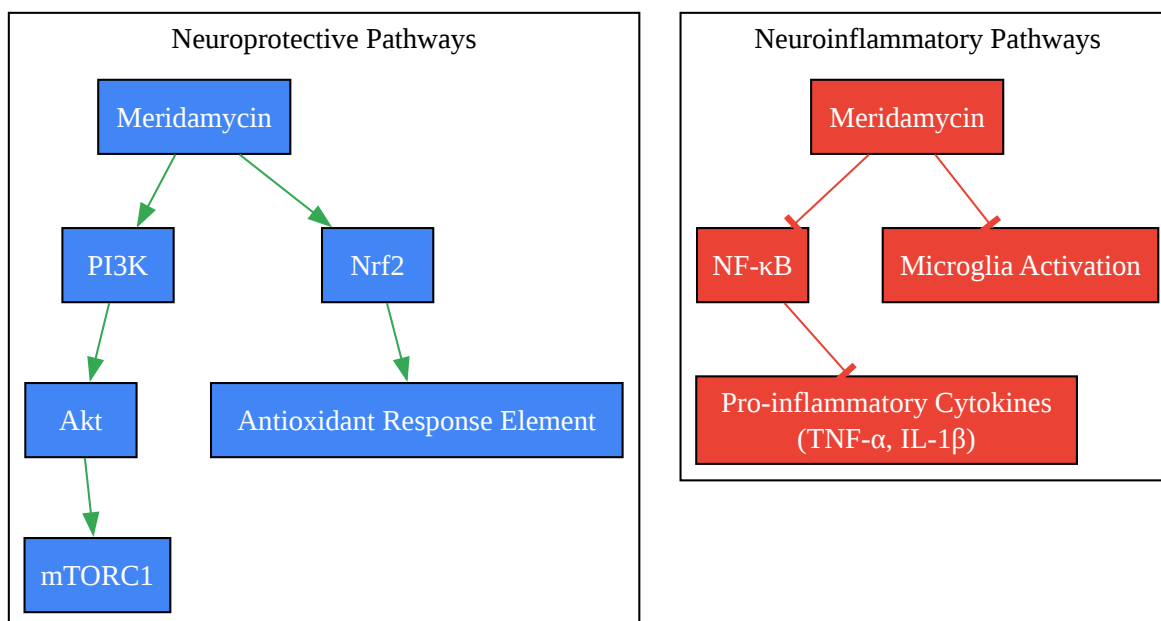 Neuroprotective Pathways
Meridamycin
PI3K
Nrf2
Akt
Antioxidant Response Element
mTORC1
Neuroinflammatory Pathways
Meridamycin
NF-κB
Microglia Activation
Pro-inflammatory Cytokines
(TNF-α, IL-1β)